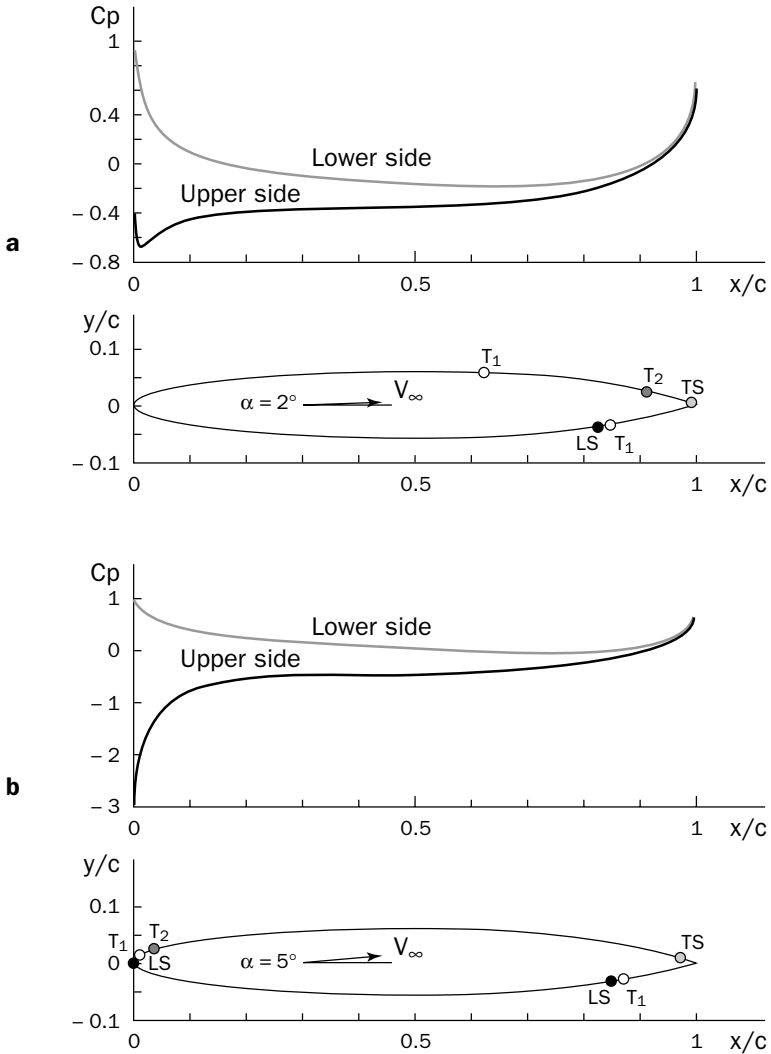 Cp
1
0.4
0
– 0.4
– 0.8
Lower side
Upper side
a
0 0.5 1 x/c
y/c
0.1
0
– 0.1
T1
T2
TS
α = 2° V∞
LS T1
0 0.5 1 x/c
Cp
1
0
– 1
– 2
– 3
Lower side
Upper side
b
0 0.5 1 x/c
y/c
0.1
0
– 0.1
T1 T2
LS
α = 5° V∞
TS
LS T1
0 0.5 1 x/c